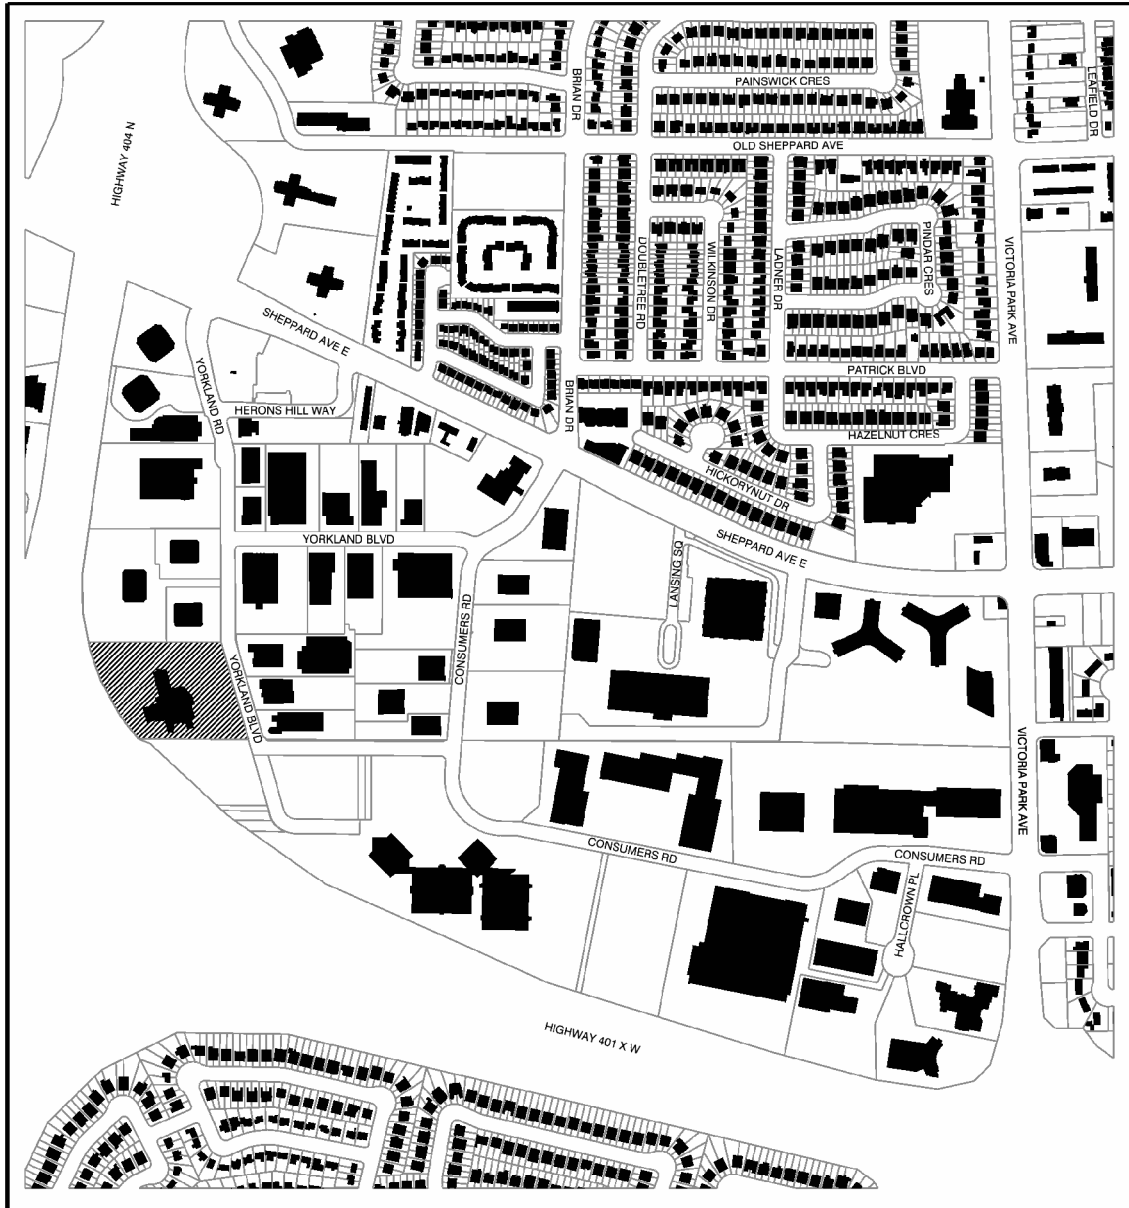 BRIAN DR
PAINSWICK CRES
LEAFIELD DR
HIGHWAY 404 N
OLD SHEPPARD AVE
PINDAR CRES
DOUBLETREE RD
WILKINSON DR
LADNER DR
VICTORIA PARK AVE
SHEPPARD AVE E
YORKLAND RD
PATRICK BLVD
BRIAN DR
HERONS HILL WAY
HAZELNUT CRES
HICKORYNUT DR
YORKLAND BLVD
SHEPPARD AVE E
LANSING SQ
CONSUMERS RD
YORKLAND BLVD
VICTORIA PARK AVE
CONSUMERS RD
CONSUMERS RD
HALLCROWN PL
HIGHWAY 401 X W